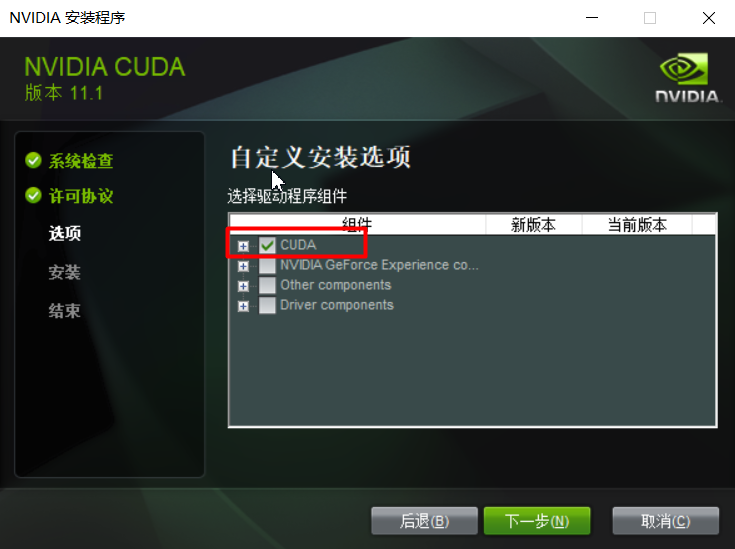 NVIDIA 安装程序
NVIDIA CUDA
版本 11.1
NVIDIA.
系统检查
许可协议
选项
安装
结束
自定义安装选项
选择驱动程序组件
组件 新版本 当前版本
CUDA
NVIDIA GeForce Experience co...
Other components
Driver components
后退(B) 下一步(N) 取消(C)